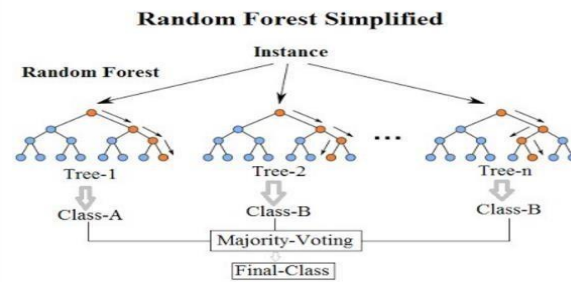 Random Forest Simplified
Instance
Random Forest
...
Tree-1 Tree-2 Tree-n
Class-A Class-B Class-B
Majority-Voting
Final-Class